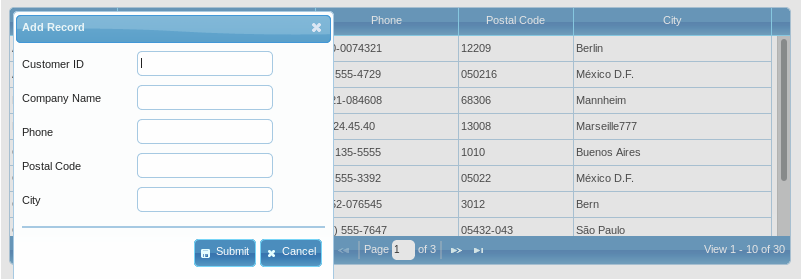 Add Record
Customer ID
Company Name
Phone
Postal Code
City
Submit Cancel
Phone Postal Code City
0-0074321 12209 Berlin
555-4729 050216 México D.F.
21-084608 68306 Mannheim
24.45.40 13008 Marseille777
135-5555 1010 Buenos Aires
555-3392 05022 México D.F.
52-076545 3012 Bern
) 555-7647 05432-043 São Paulo
Page 1 of 3 View 1 - 10 of 30